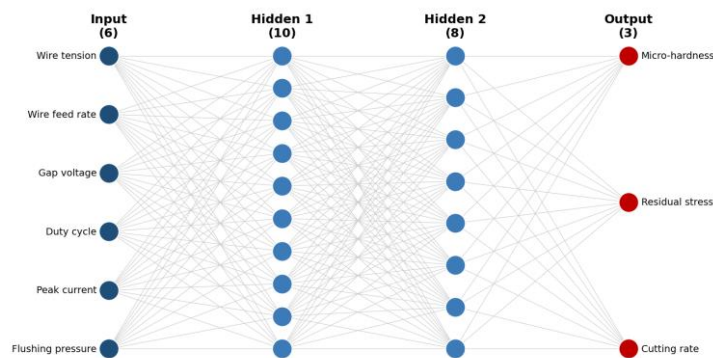 Input
(6)
Hidden 1
(10)
Hidden 2
(8)
Output
(3)
Wire tension
Wire feed rate
Gap voltage
Duty cycle
Peak current
Flushing pressure
Micro-hardness
Residual stress
Cutting rate